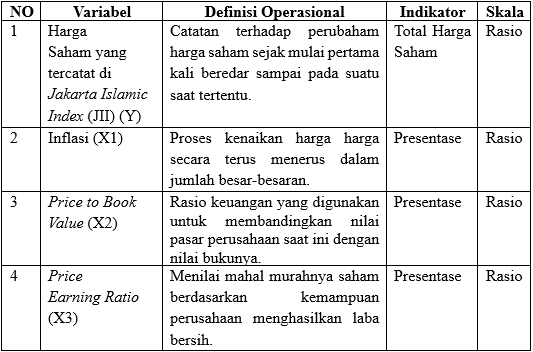 NO Variabel Definisi Operasional Indikator Skala
1 Harga Catatan terhadap perubaham Total Harga Rasio
Saham yang harga saham sejak mulai pertama Saham
tercatat di kali beredar sampai pada suatu
Jakarta Islamic saat tertentu.
Index (JII) (Y)
2 Inflasi (X1) Proses kenaikan harga harga Presentase Rasio
secara terus menerus dalam
jumlah besar-besaran.
3 Price to Book Rasio keuangan yang digunakan Presentase Rasio
Value (X2) untuk membandingkan nilai
pasar perusahaan saat ini dengan
nilai bukunya.
4 Price Menilai mahal murahnya saham Presentase Rasio
Earning Ratio berdasarkan kemampuan
(X3) perusahaan menghasilkan laba
bersih.